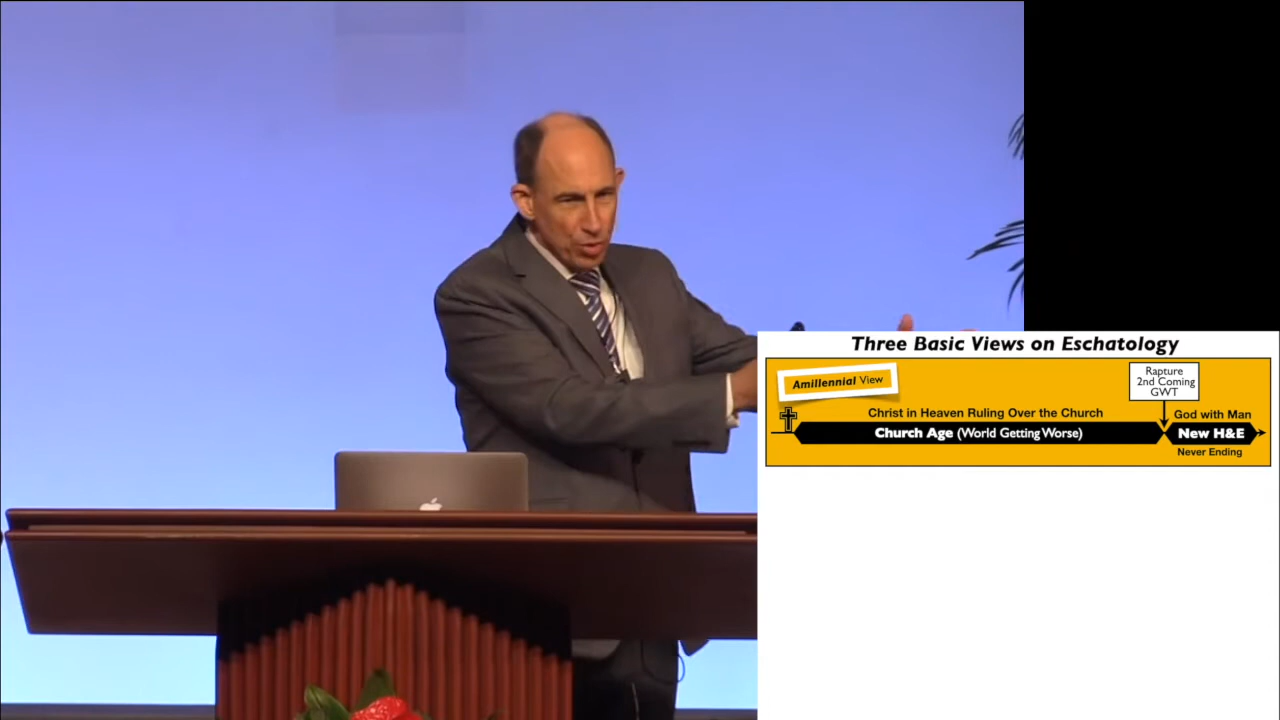 Three Basic Views on Eschatology
Amillennial View
Rapture
2nd Coming
GWT
Christ in Heaven Ruling Over the Church
God with Man
Church Age (World Getting Worse)
New H&E
Never Ending